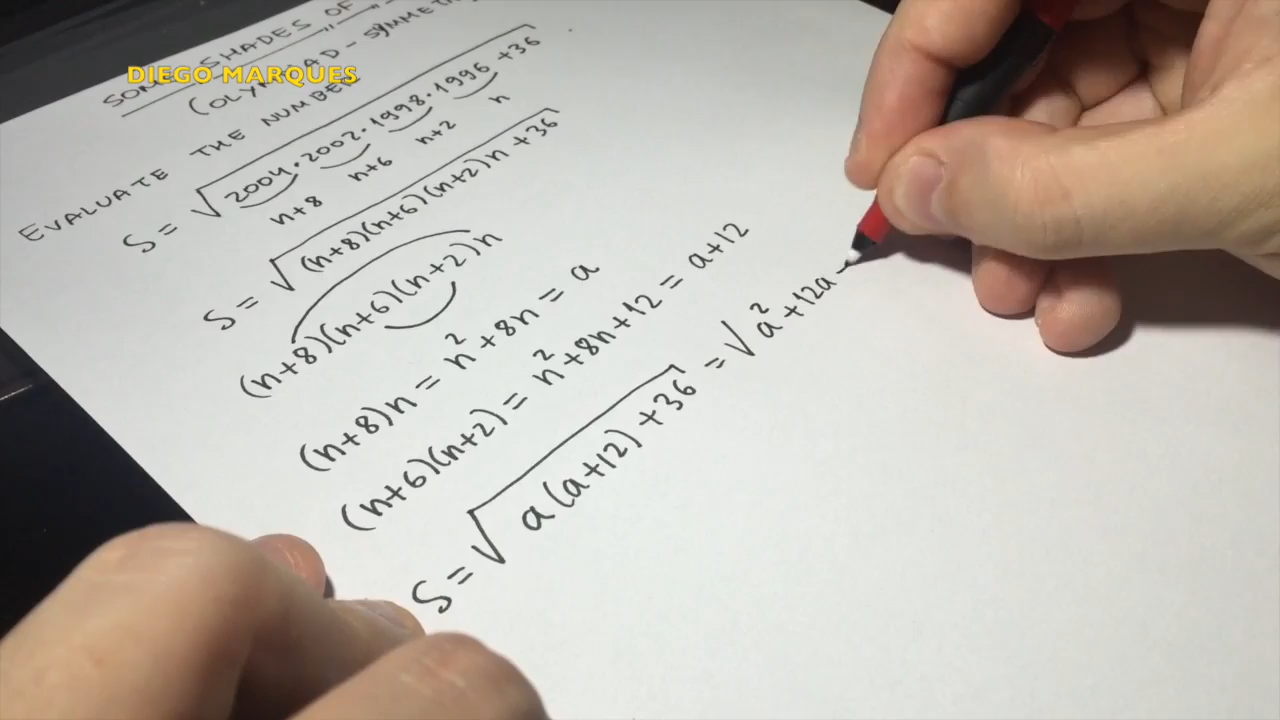 DIEGO MARQUES
SOME SHADES OF
(OLYMPIAD-SYMMETRY
EVALUATE THE NUMBER
S = √2004·2002·1998·1996+36
n+8 n+6 n+2 n
S = √(n+8)(n+6)(n+2)n+36
(n+8)(n+6)(n+2)n
(n+8)n = n²+8n = a
(n+6)(n+2) = n²+8n+12 = a+12
S = √a(a+12)+36 = √a²+12a